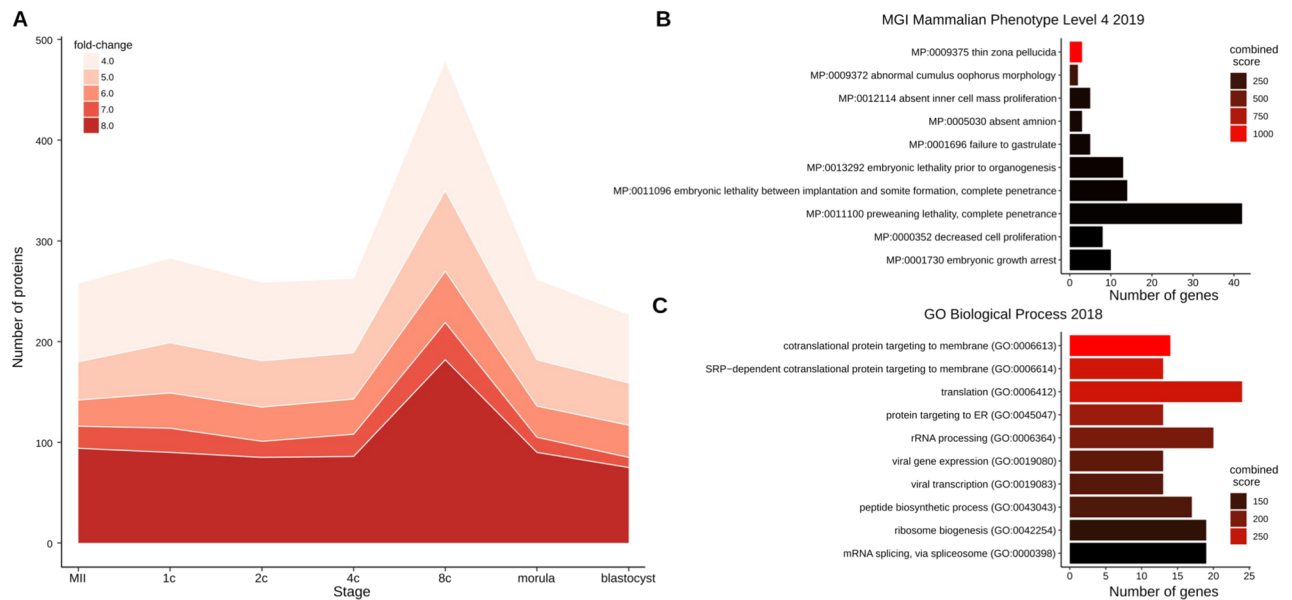 A
fold-change
4.0
5.0
6.0
7.0
8.0
500
400
300
200
100
0
Number of proteins
MII 1c 2c 4c 8c morula blastocyst
Stage
B
MGI Mammalian Phenotype Level 4 2019
MP:0009375 thin zona pellucida
MP:0009372 abnormal cumulus oophorus morphology
MP:0012114 absent inner cell mass proliferation
MP:0005030 absent amnion
MP:0001696 failure to gastrulate
MP:0013292 embryonic lethality prior to organogenesis
MP:0011096 embryonic lethality between implantation and somite formation, complete penetrance
MP:0011100 preweaning lethality, complete penetrance
MP:0000352 decreased cell proliferation
MP:0001730 embryonic growth arrest
0 10 20 30 40
Number of genes
combined
score
250
500
750
1000
C
GO Biological Process 2018
cotranslational protein targeting to membrane (GO:0006613)
SRP−dependent cotranslational protein targeting to membrane (GO:0006614)
translation (GO:0006412)
protein targeting to ER (GO:0045047)
rRNA processing (GO:0006364)
viral gene expression (GO:0019080)
viral transcription (GO:0019083)
peptide biosynthetic process (GO:0043043)
ribosome biogenesis (GO:0042254)
mRNA splicing, via spliceosome (GO:0000398)
0 5 10 15 20 25
Number of genes
combined
score
150
200
250